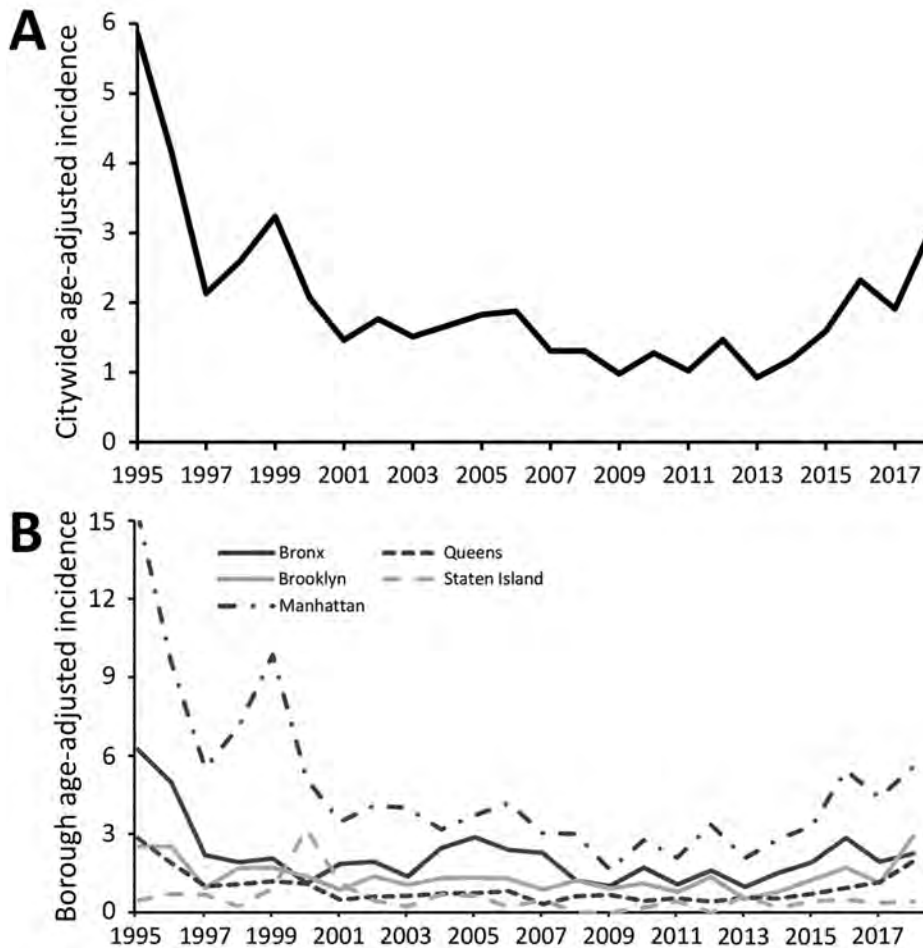 A
Citywide age-adjusted incidence
6
5
4
3
2
1
0
1995 1997 1999 2001 2003 2005 2007 2009 2011 2013 2015 2017
B
Borough age-adjusted incidence
15
12
9
6
3
0
Bronx Queens
Brooklyn Staten Island
Manhattan
1995 1997 1999 2001 2003 2005 2007 2009 2011 2013 2015 2017